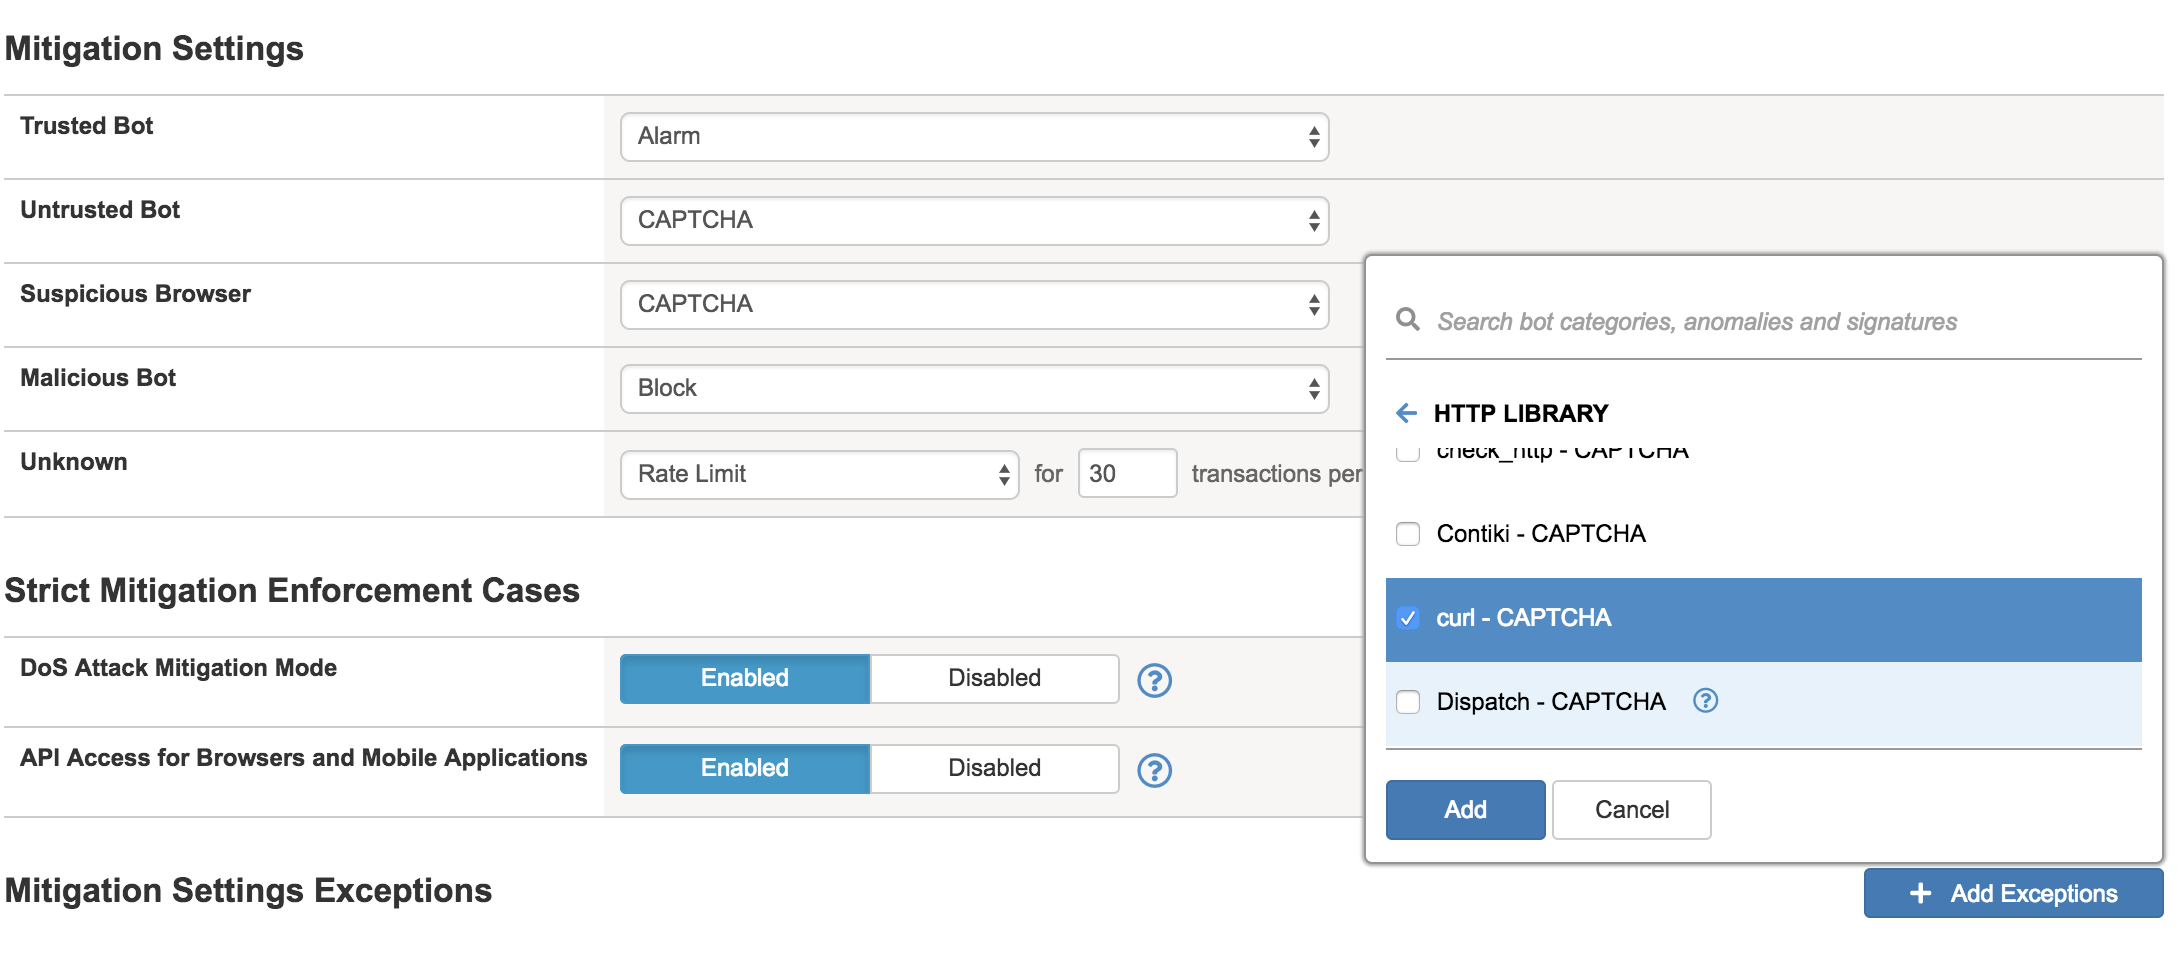 Mitigation Settings
Trusted Bot
Alarm
Untrusted Bot
CAPTCHA
Suspicious Browser
CAPTCHA
Malicious Bot
Block
Unknown
Rate Limit for 30 transactions per
Strict Mitigation Enforcement Cases
DoS Attack Mitigation Mode
Enabled Disabled ?
API Access for Browsers and Mobile Applications
Enabled Disabled ?
Mitigation Settings Exceptions
Search bot categories, anomalies and signatures
HTTP LIBRARY
check_http - CAPTCHA
Contiki - CAPTCHA
curl - CAPTCHA
Dispatch - CAPTCHA ?
Add Cancel
+ Add Exceptions